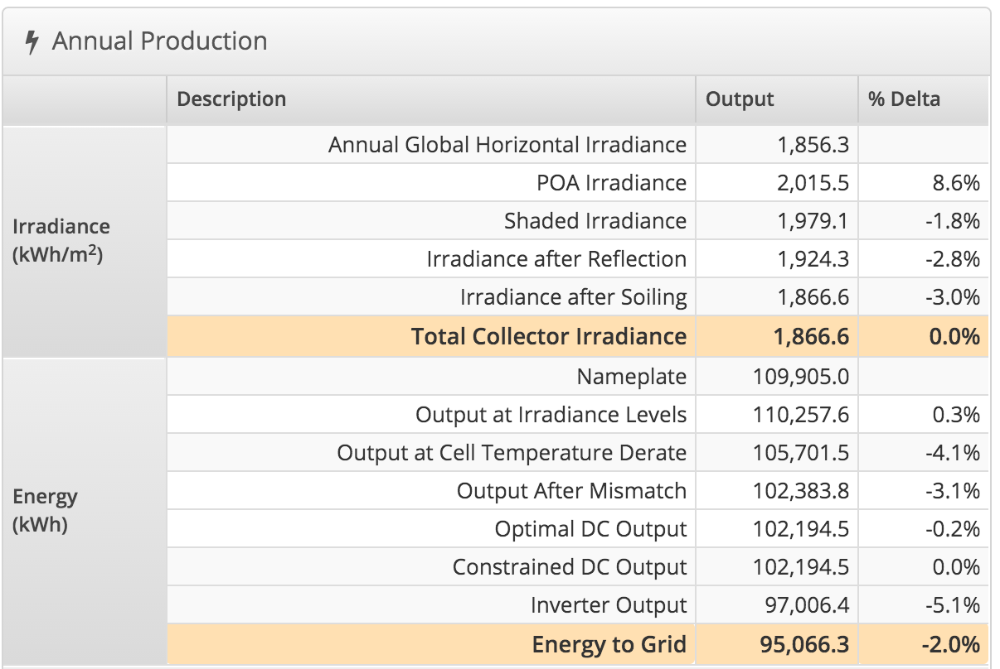 Annual Production
Description Output % Delta
Irradiance
(kWh/m²)
Annual Global Horizontal Irradiance 1,856.3
POA Irradiance 2,015.5 8.6%
Shaded Irradiance 1,979.1 -1.8%
Irradiance after Reflection 1,924.3 -2.8%
Irradiance after Soiling 1,866.6 -3.0%
Total Collector Irradiance 1,866.6 0.0%
Energy
(kWh)
Nameplate 109,905.0
Output at Irradiance Levels 110,257.6 0.3%
Output at Cell Temperature Derate 105,701.5 -4.1%
Output After Mismatch 102,383.8 -3.1%
Optimal DC Output 102,194.5 -0.2%
Constrained DC Output 102,194.5 0.0%
Inverter Output 97,006.4 -5.1%
Energy to Grid 95,066.3 -2.0%